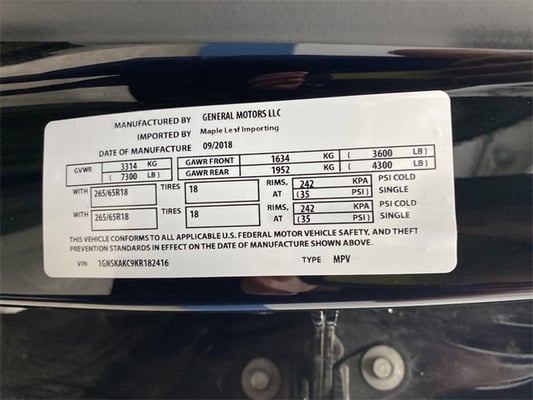 MANUFACTURED BY GENERAL MOTORS LLC
IMPORTED BY Maple Leaf Importing
DATE OF MANUFACTURE 09/2018
GVWR 3314 KG GAWR FRONT 1634 KG ( 3600 LB )
( 7300 LB ) GAWR REAR 1952 KG ( 4300 LB )
WITH 265/65R18 TIRES 18 RIMS, 242 KPA PSI COLD
AT (35 PSI ) SINGLE
WITH 265/65R18 TIRES 18 RIMS, 242 KPA PSI COLD
AT (35 PSI ) SINGLE
THIS VEHICLE CONFORMS TO ALL APPLICABLE U.S. FEDERAL MOTOR VEHICLE SAFETY, AND THEFT
PREVENTION STANDARDS IN EFFECT ON THE DATE OF MANUFACTURE SHOWN ABOVE.
VIN 1GNSKAKC9KR182416 TYPE MPV